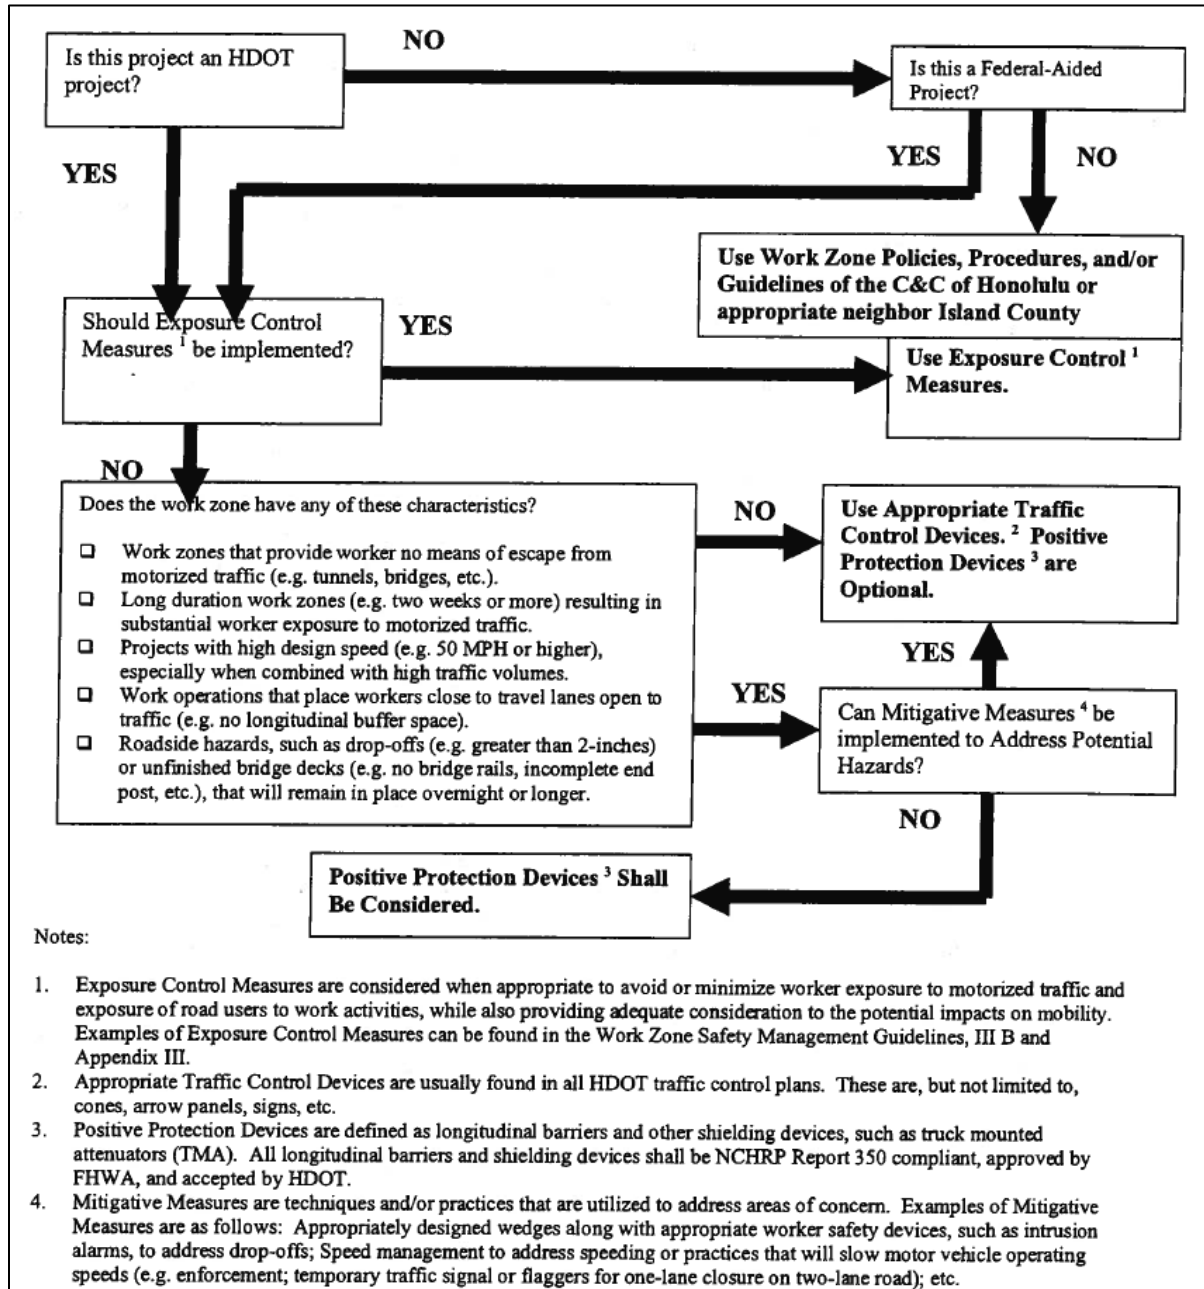 Is this project an HDOT
project?
NO
Is this a Federal-Aided
Project?
YES
YES
NO
Use Work Zone Policies, Procedures, and/or
Guidelines of the C&C of Honolulu or
appropriate neighbor Island County
Should Exposure Control
Measures ¹ be implemented?
YES
Use Exposure Control ¹
Measures.
NO
Does the work zone have any of these characteristics?
❑ Work zones that provide worker no means of escape from
motorized traffic (e.g. tunnels, bridges, etc.).
❑ Long duration work zones (e.g. two weeks or more) resulting in
substantial worker exposure to motorized traffic.
❑ Projects with high design speed (e.g. 50 MPH or higher),
especially when combined with high traffic volumes.
❑ Work operations that place workers close to travel lanes open to
traffic (e.g. no longitudinal buffer space).
❑ Roadside hazards, such as drop-offs (e.g. greater than 2-inches)
or unfinished bridge decks (e.g. no bridge rails, incomplete end
post, etc.), that will remain in place overnight or longer.
NO
Use Appropriate Traffic
Control Devices. ² Positive
Protection Devices ³ are
Optional.
YES
YES
Can Mitigative Measures ⁴ be
implemented to Address Potential
Hazards?
NO
Positive Protection Devices ³ Shall
Be Considered.
Notes:
1. Exposure Control Measures are considered when appropriate to avoid or minimize worker exposure to motorized traffic and
exposure of road users to work activities, while also providing adequate consideration to the potential impacts on mobility.
Examples of Exposure Control Measures can be found in the Work Zone Safety Management Guidelines, III B and
Appendix III.
2. Appropriate Traffic Control Devices are usually found in all HDOT traffic control plans. These are, but not limited to,
cones, arrow panels, signs, etc.
3. Positive Protection Devices are defined as longitudinal barriers and other shielding devices, such as truck mounted
attenuators (TMA). All longitudinal barriers and shielding devices shall be NCHRP Report 350 compliant, approved by
FHWA, and accepted by HDOT.
4. Mitigative Measures are techniques and/or practices that are utilized to address areas of concern. Examples of Mitigative
Measures are as follows: Appropriately designed wedges along with appropriate worker safety devices, such as intrusion
alarms, to address drop-offs; Speed management to address speeding or practices that will slow motor vehicle operating
speeds (e.g. enforcement; temporary traffic signal or flaggers for one-lane closure on two-lane road); etc.